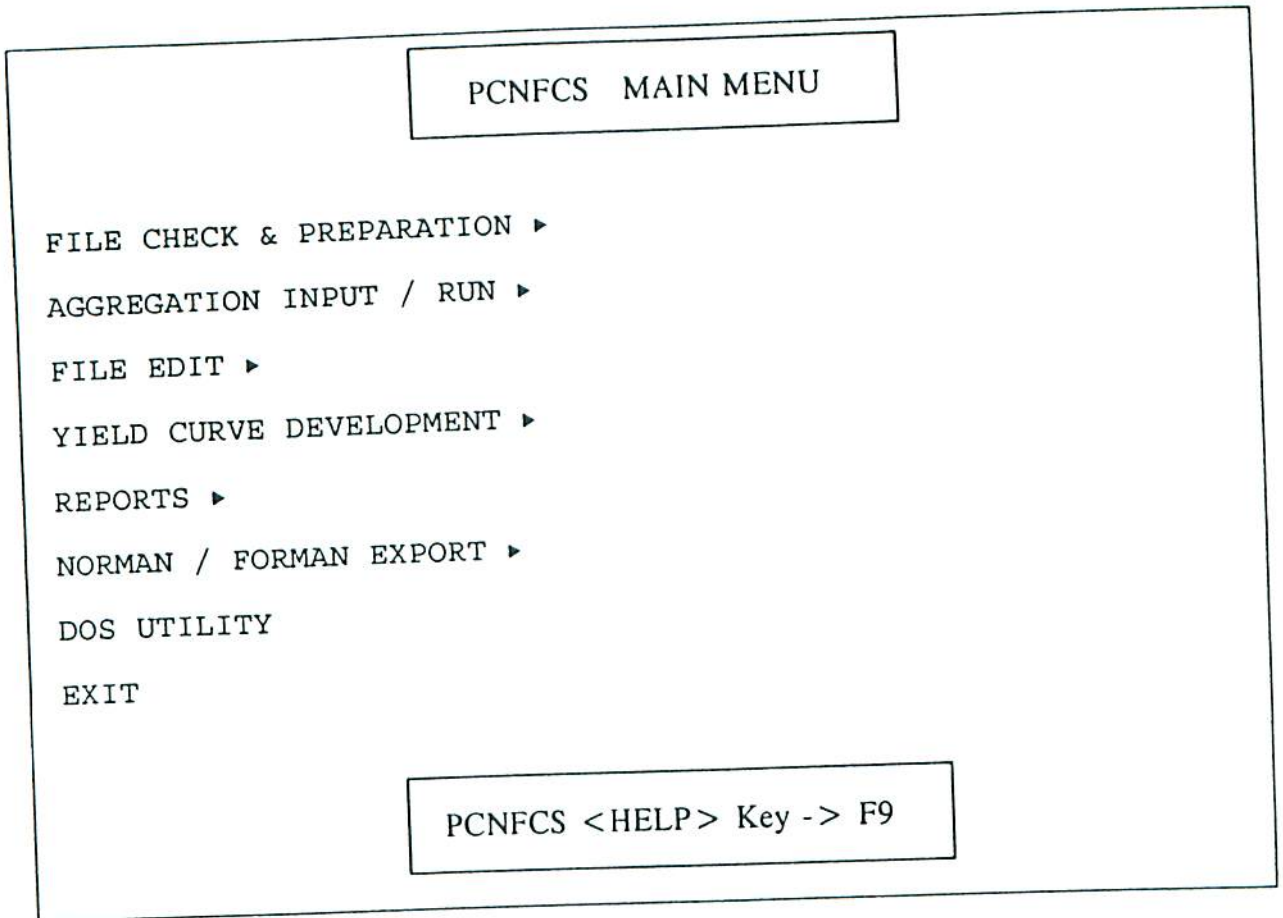 PCNFCS MAIN MENU
FILE CHECK & PREPARATION ▶
AGGREGATION INPUT / RUN ▶
FILE EDIT ▶
YIELD CURVE DEVELOPMENT ▶
REPORTS ▶
NORMAN / FORMAN EXPORT ▶
DOS UTILITY
EXIT
PCNFCS <HELP> Key -> F9